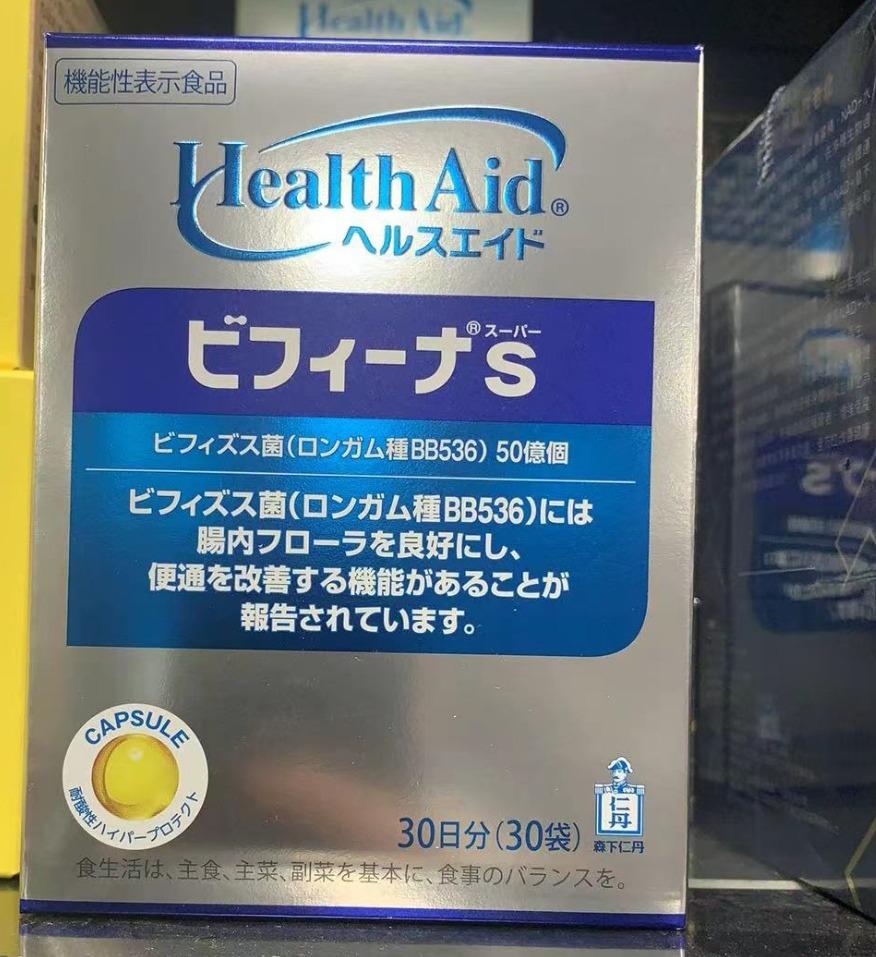 Health Aid
機能性表示食品
Health Aid®
ヘルスエイド
ビフィーナ®S
スーパー
ビフィズス菌(ロンガム種BB536) 50億個
ビフィズス菌(ロンガム種BB536)には
腸内フローラを良好にし、
便通を改善する機能があることが
報告されています。
CAPSULE
耐酸性ハイパープロテクト
30日分(30袋)
仁丹
森下仁丹
食生活は、主食、主菜、副菜を基本に、食事のバランスを。